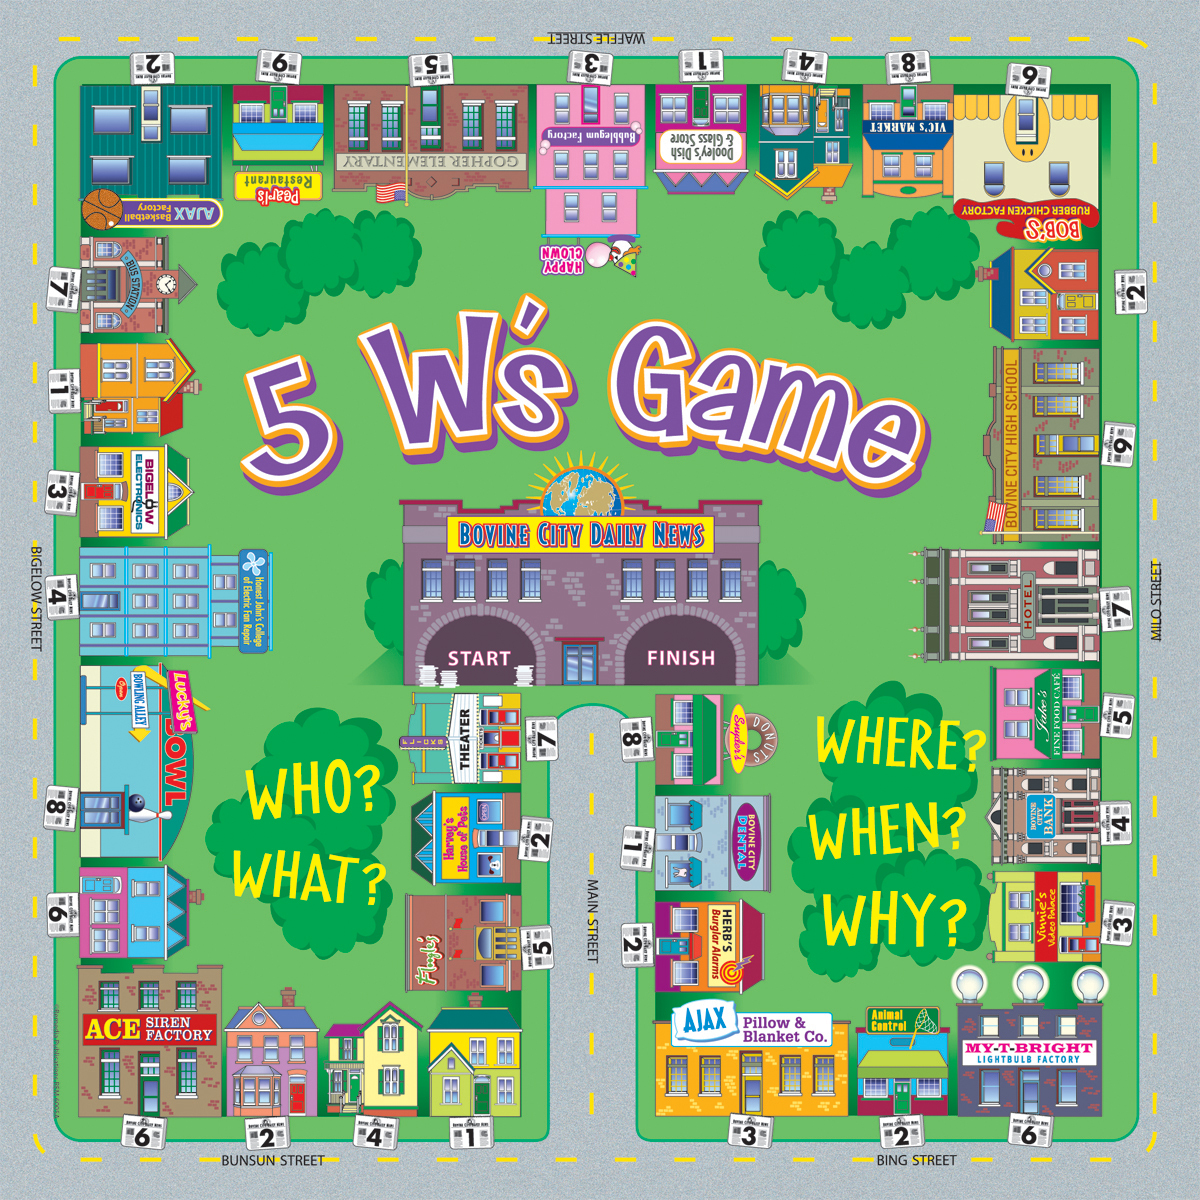 WAFFLE STREET
2
6
5
3
1
4
8
9
AJAX Basketball Factory
Pearl's Restaurant
GOPHER ELEMENTARY
Bubblegum Factory
HAPPY CLOWN
Dooley's Dish & Glass Store
VIC'S MARKET
BOB'S
RUBBER CHICKEN FACTORY
5 W's Game
BOVINE CITY DAILY NEWS
START
FINISH
BIGELOW STREET
7
BUS STATION
1
3
BIGELOW ELECTRONICS
4
Honest John's College
of Electric Fan Repair
8
LUCKY'S
BOWL
Open
BOWLING ALLEY
6
MILO STREET
2
9
BOVINE CITY HIGH SCHOOL
7
HOTEL
5
Jake's
FINE FOOD CAFÉ
4
BOVINE CITY BANK
3
Vinnie's
Video Palace
WHO?
WHAT?
WHERE?
WHEN?
WHY?
7
THEATER
FLICKS
TICKETS
2
Harvey's
House of Pets
OPEN
5
MAIN STREET
8
Snyder's
DONUTS
1
BOVINE CITY
DENTAL
2
HERB'S
Burglar Alarms
ACE SIREN
FACTORY
AJAX Pillow &
Blanket Co.
Animal
Control
MY-T-BRIGHT
LIGHTBULB FACTORY
6
2
4
1
3
2
6
BUNSUN STREET
BING STREET